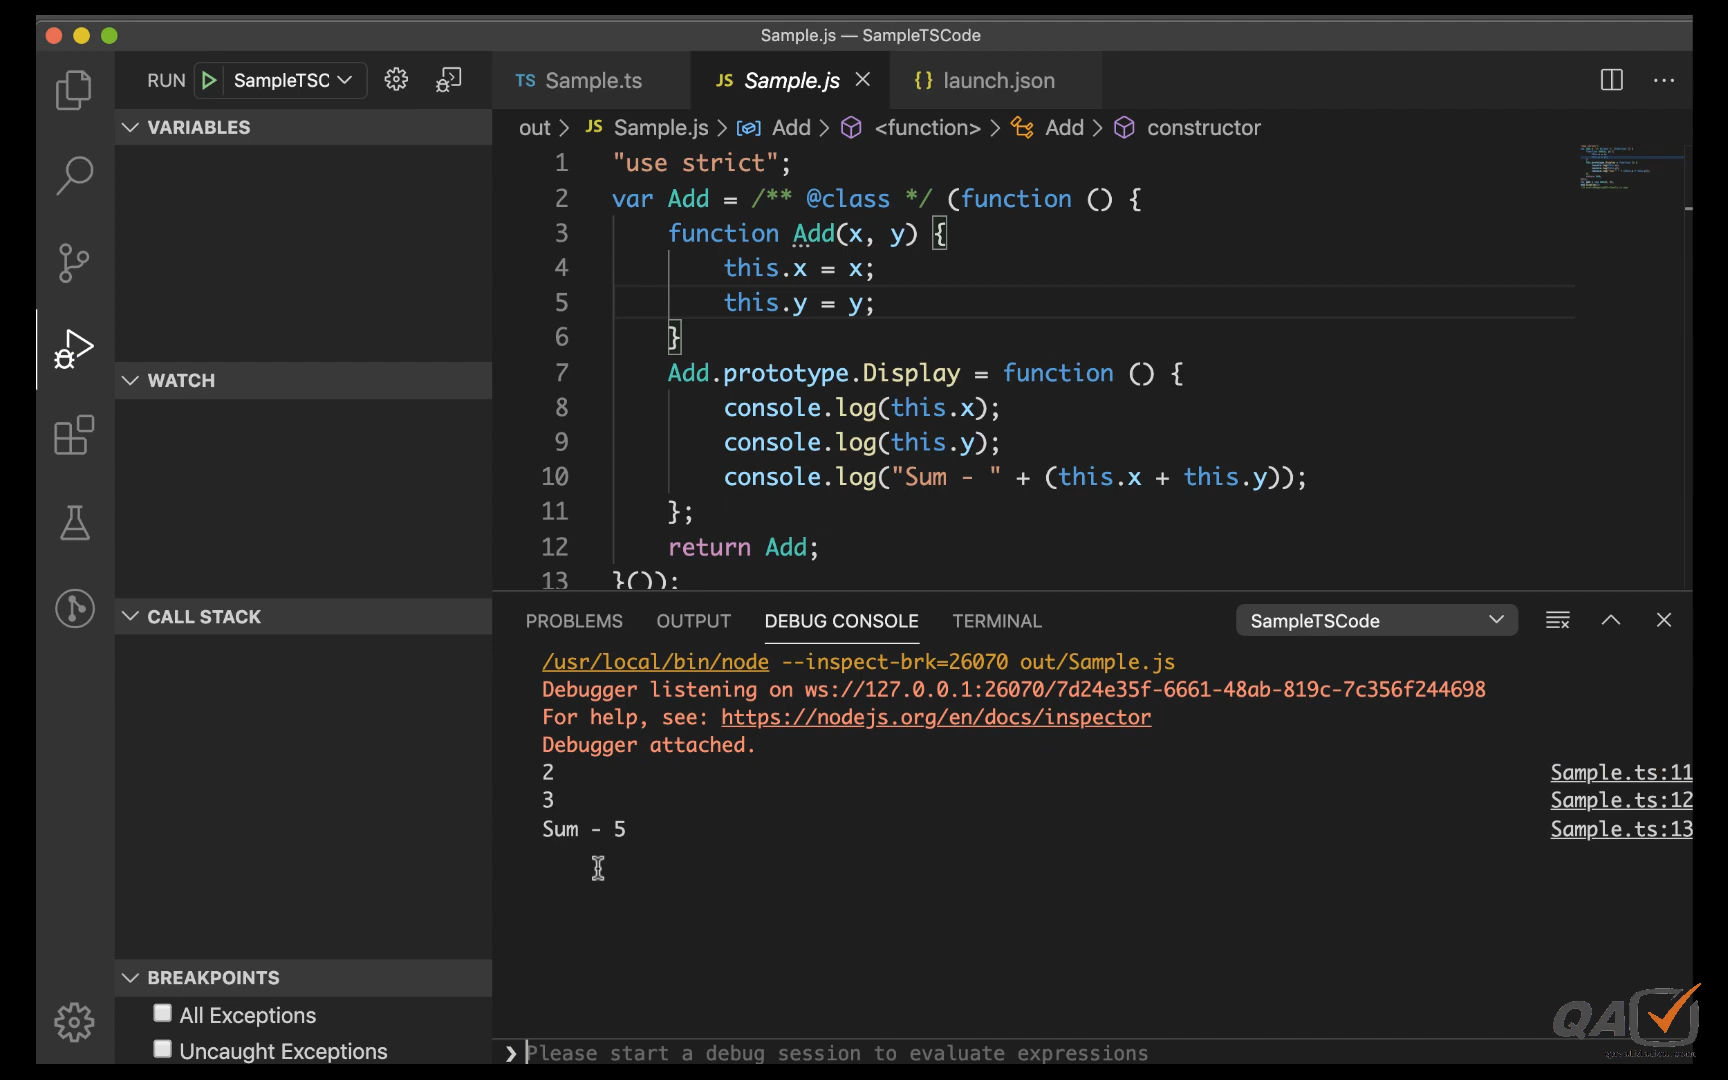 Sample.js — SampleTSCode
RUN SampleTSC
TS Sample.ts JS Sample.js {} launch.json
VARIABLES
out > JS Sample.js > Add > <function> > Add > constructor
1 "use strict";
2 var Add = /** @class */ (function () {
3 function Add(x, y) {
4 this.x = x;
5 this.y = y;
6 }
7 Add.prototype.Display = function () {
8 console.log(this.x);
9 console.log(this.y);
10 console.log("Sum - " + (this.x + this.y));
11 };
12 return Add;
13 }());
WATCH
CALL STACK
PROBLEMS OUTPUT DEBUG CONSOLE TERMINAL SampleTSCode
/usr/local/bin/node --inspect-brk=26070 out/Sample.js
Debugger listening on ws://127.0.0.1:26070/7d24e35f-6661-48ab-819c-7c356f244698
For help, see: https://nodejs.org/en/docs/inspector
Debugger attached.
2 Sample.ts:11
3 Sample.ts:12
Sum - 5 Sample.ts:13
BREAKPOINTS
All Exceptions
Uncaught Exceptions
❯ Please start a debug session to evaluate expressions
QA